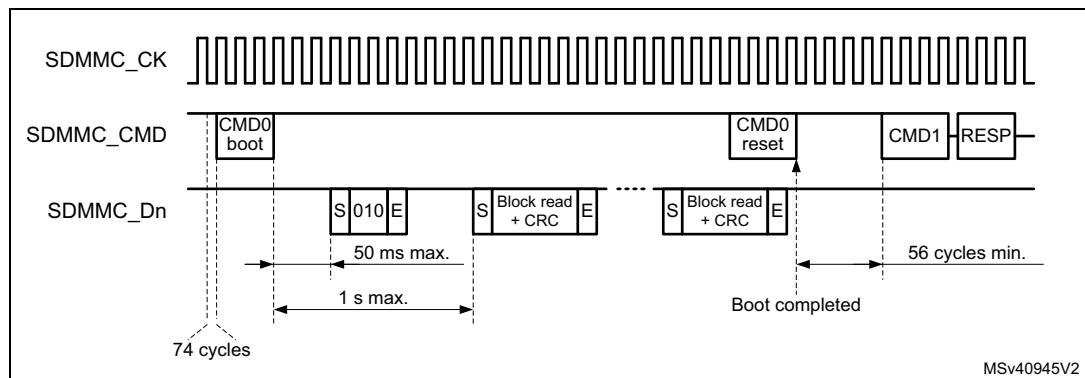 SDMMC_CK
SDMMC_CMD
CMD0
boot
CMD0
reset
CMD1
RESP
SDMMC_Dn
S
010
E
S
Block read
+ CRC
E
S
Block read
+ CRC
E
50 ms max.
56 cycles min.
1 s max.
Boot completed
74 cycles
MSv40945V2